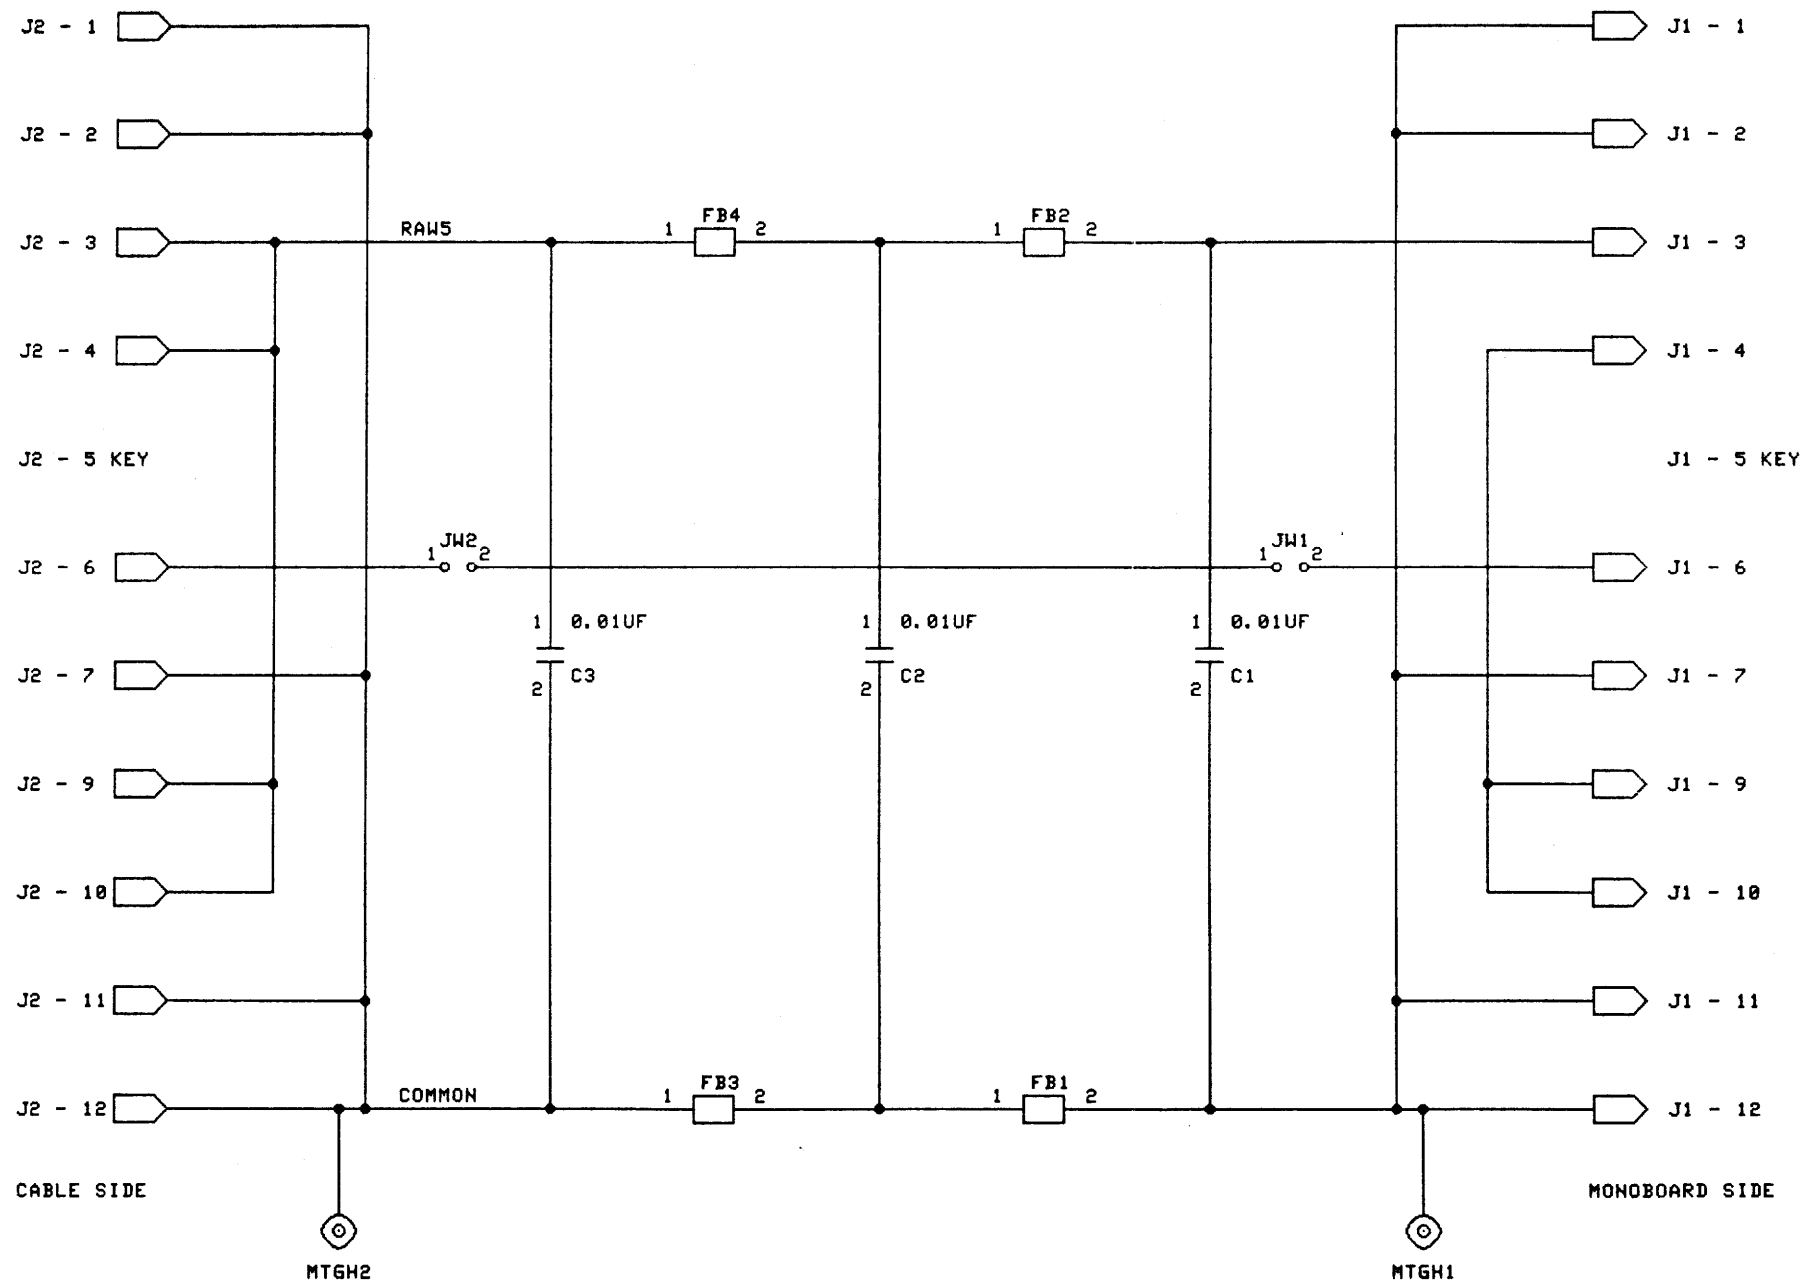 J2 - 1
J1 - 1
J2 - 2
J1 - 2
FB4
FB2
J2 - 3
RAW5
1
2
1
2
J1 - 3
J2 - 4
J1 - 4
J2 - 5 KEY
J1 - 5 KEY
JW2
JW1
1
2
1
2
J2 - 6
J1 - 6
1
0.01UF
1
0.01UF
1
0.01UF
J2 - 7
C3
C2
C1
J1 - 7
2
2
2
J2 - 9
J1 - 9
J2 - 10
J1 - 10
J2 - 11
J1 - 11
FB3
FB1
J2 - 12
COMMON
1
2
1
2
J1 - 12
CABLE SIDE
MONOBOARD SIDE
MTGH2
MTGH1